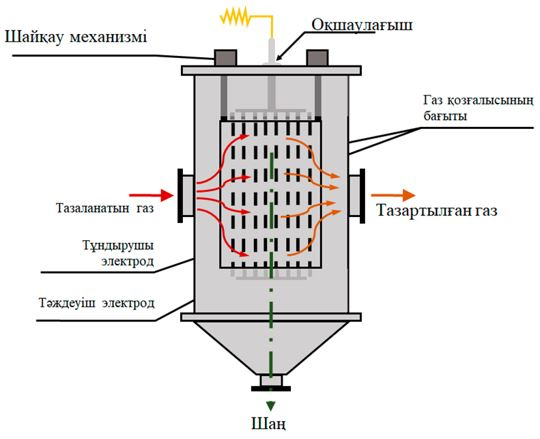 Шайқау механизмі
Оқшаулағыш
Газ қозғалысының
бағыты
Тазаланатын газ
Тазартылған газ
Тұндырушы
электрод
Тәждеуіш электрод
Шаң